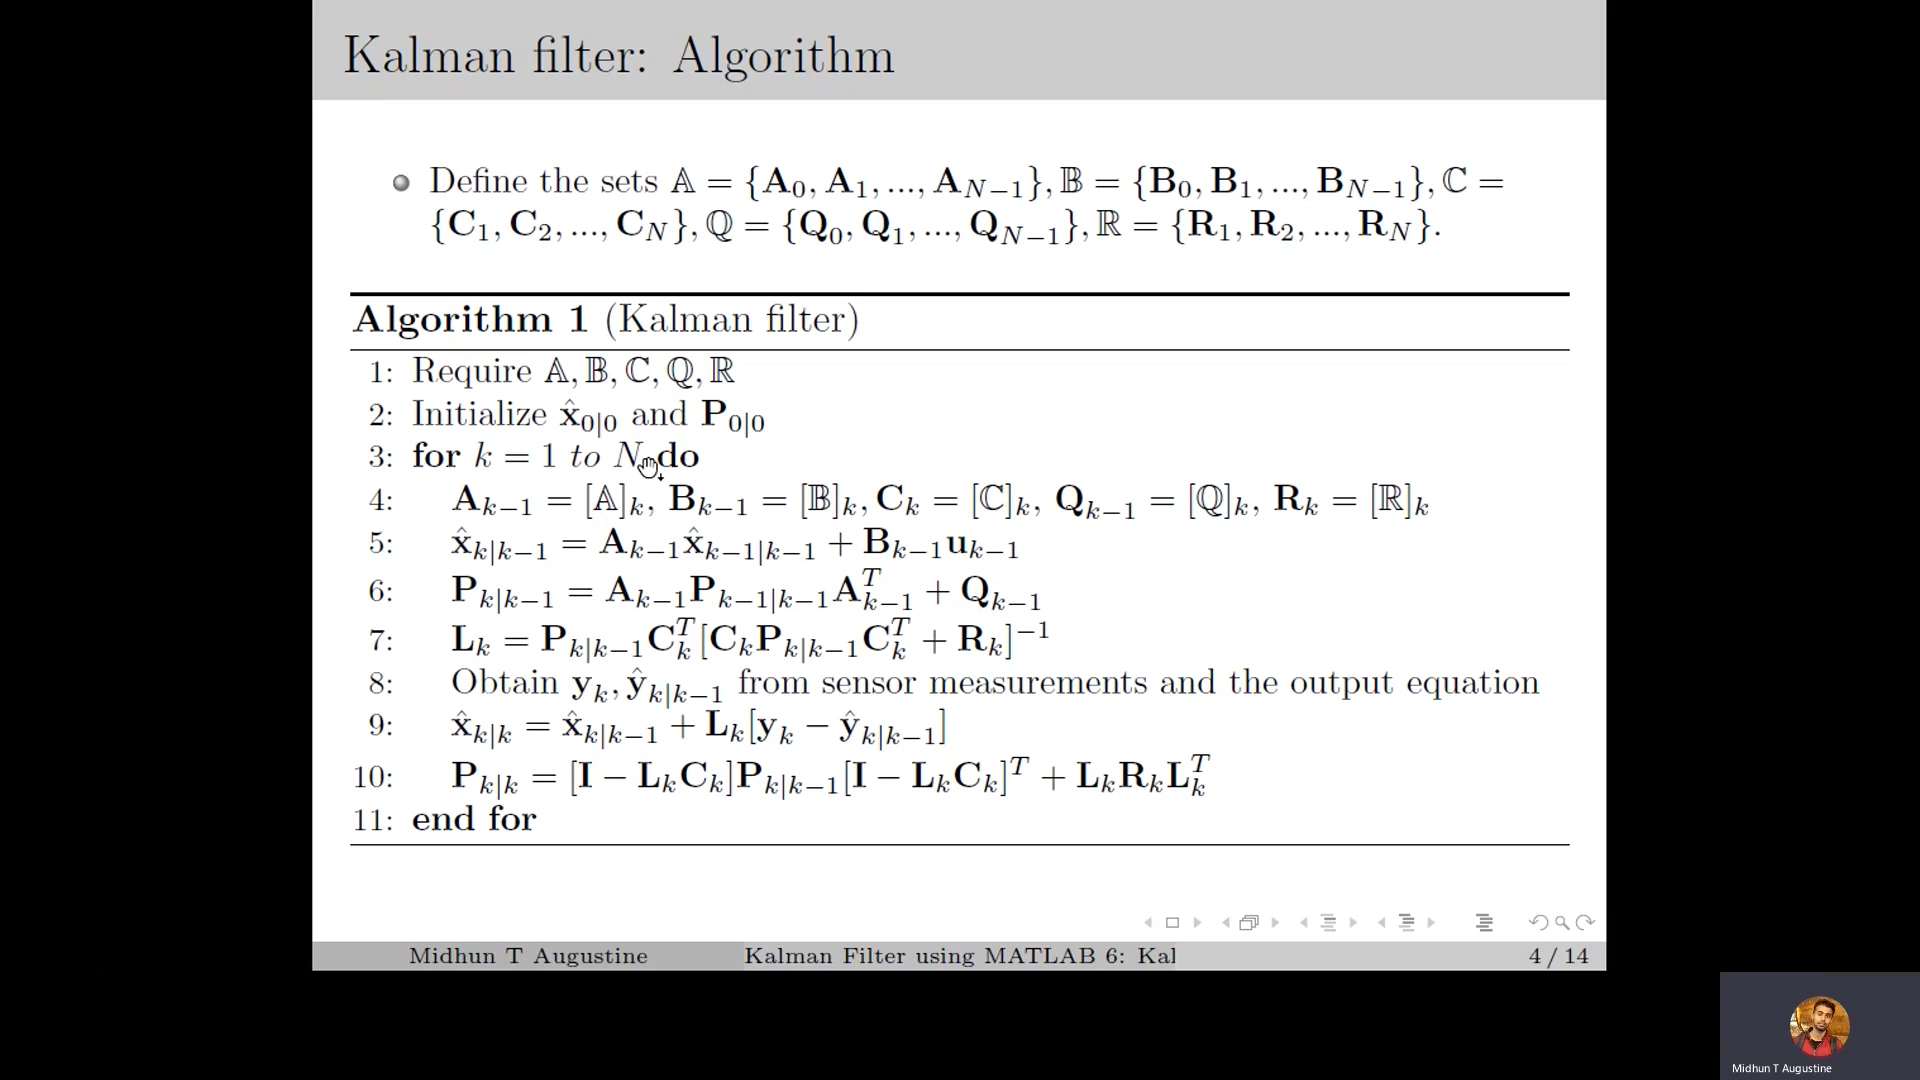 Kalman filter: Algorithm
Define the sets 𝔸 = {A₀, A₁, ..., A_{N−1}}, 𝔹 = {B₀, B₁, ..., B_{N−1}}, ℂ =
{C₁, C₂, ..., C_N}, ℚ = {Q₀, Q₁, ..., Q_{N−1}}, ℝ = {R₁, R₂, ..., R_N}.
Algorithm 1 (Kalman filter)
1: Require 𝔸, 𝔹, ℂ, ℚ, ℝ
2: Initialize x̂_{0|0} and P_{0|0}
3: for k = 1 to N do
4: A_{k−1} = [𝔸]_k, B_{k−1} = [𝔹]_k, C_k = [ℂ]_k, Q_{k−1} = [ℚ]_k, R_k = [ℝ]_k
5: x̂_{k|k−1} = A_{k−1}x̂_{k−1|k−1} + B_{k−1}u_{k−1}
6: P_{k|k−1} = A_{k−1}P_{k−1|k−1}A_{k−1}^T + Q_{k−1}
7: L_k = P_{k|k−1}C_k^T[C_kP_{k|k−1}C_k^T + R_k]^{−1}
8: Obtain y_k, ŷ_{k|k−1} from sensor measurements and the output equation
9: x̂_{k|k} = x̂_{k|k−1} + L_k[y_k − ŷ_{k|k−1}]
10: P_{k|k} = [I − L_kC_k]P_{k|k−1}[I − L_kC_k]^T + L_kR_kL_k^T
11: end for
Midhun T Augustine Kalman Filter using MATLAB 6: Kal 4 / 14
Midhun T Augustine